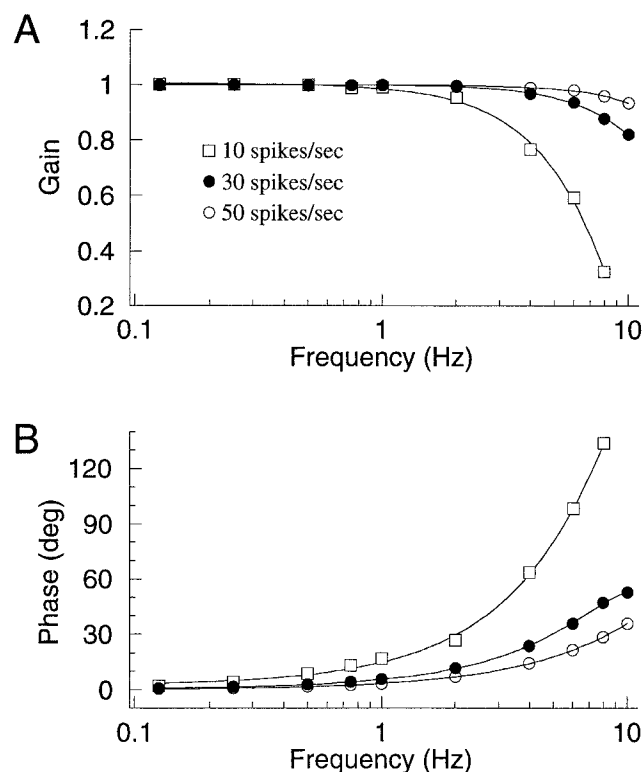 A
1.2
1
0.8
0.6
0.4
0.2
Gain
10 spikes/sec
30 spikes/sec
50 spikes/sec
0.1
1
10
Frequency (Hz)
B
120
90
60
30
0
Phase (deg)
0.1
1
10
Frequency (Hz)